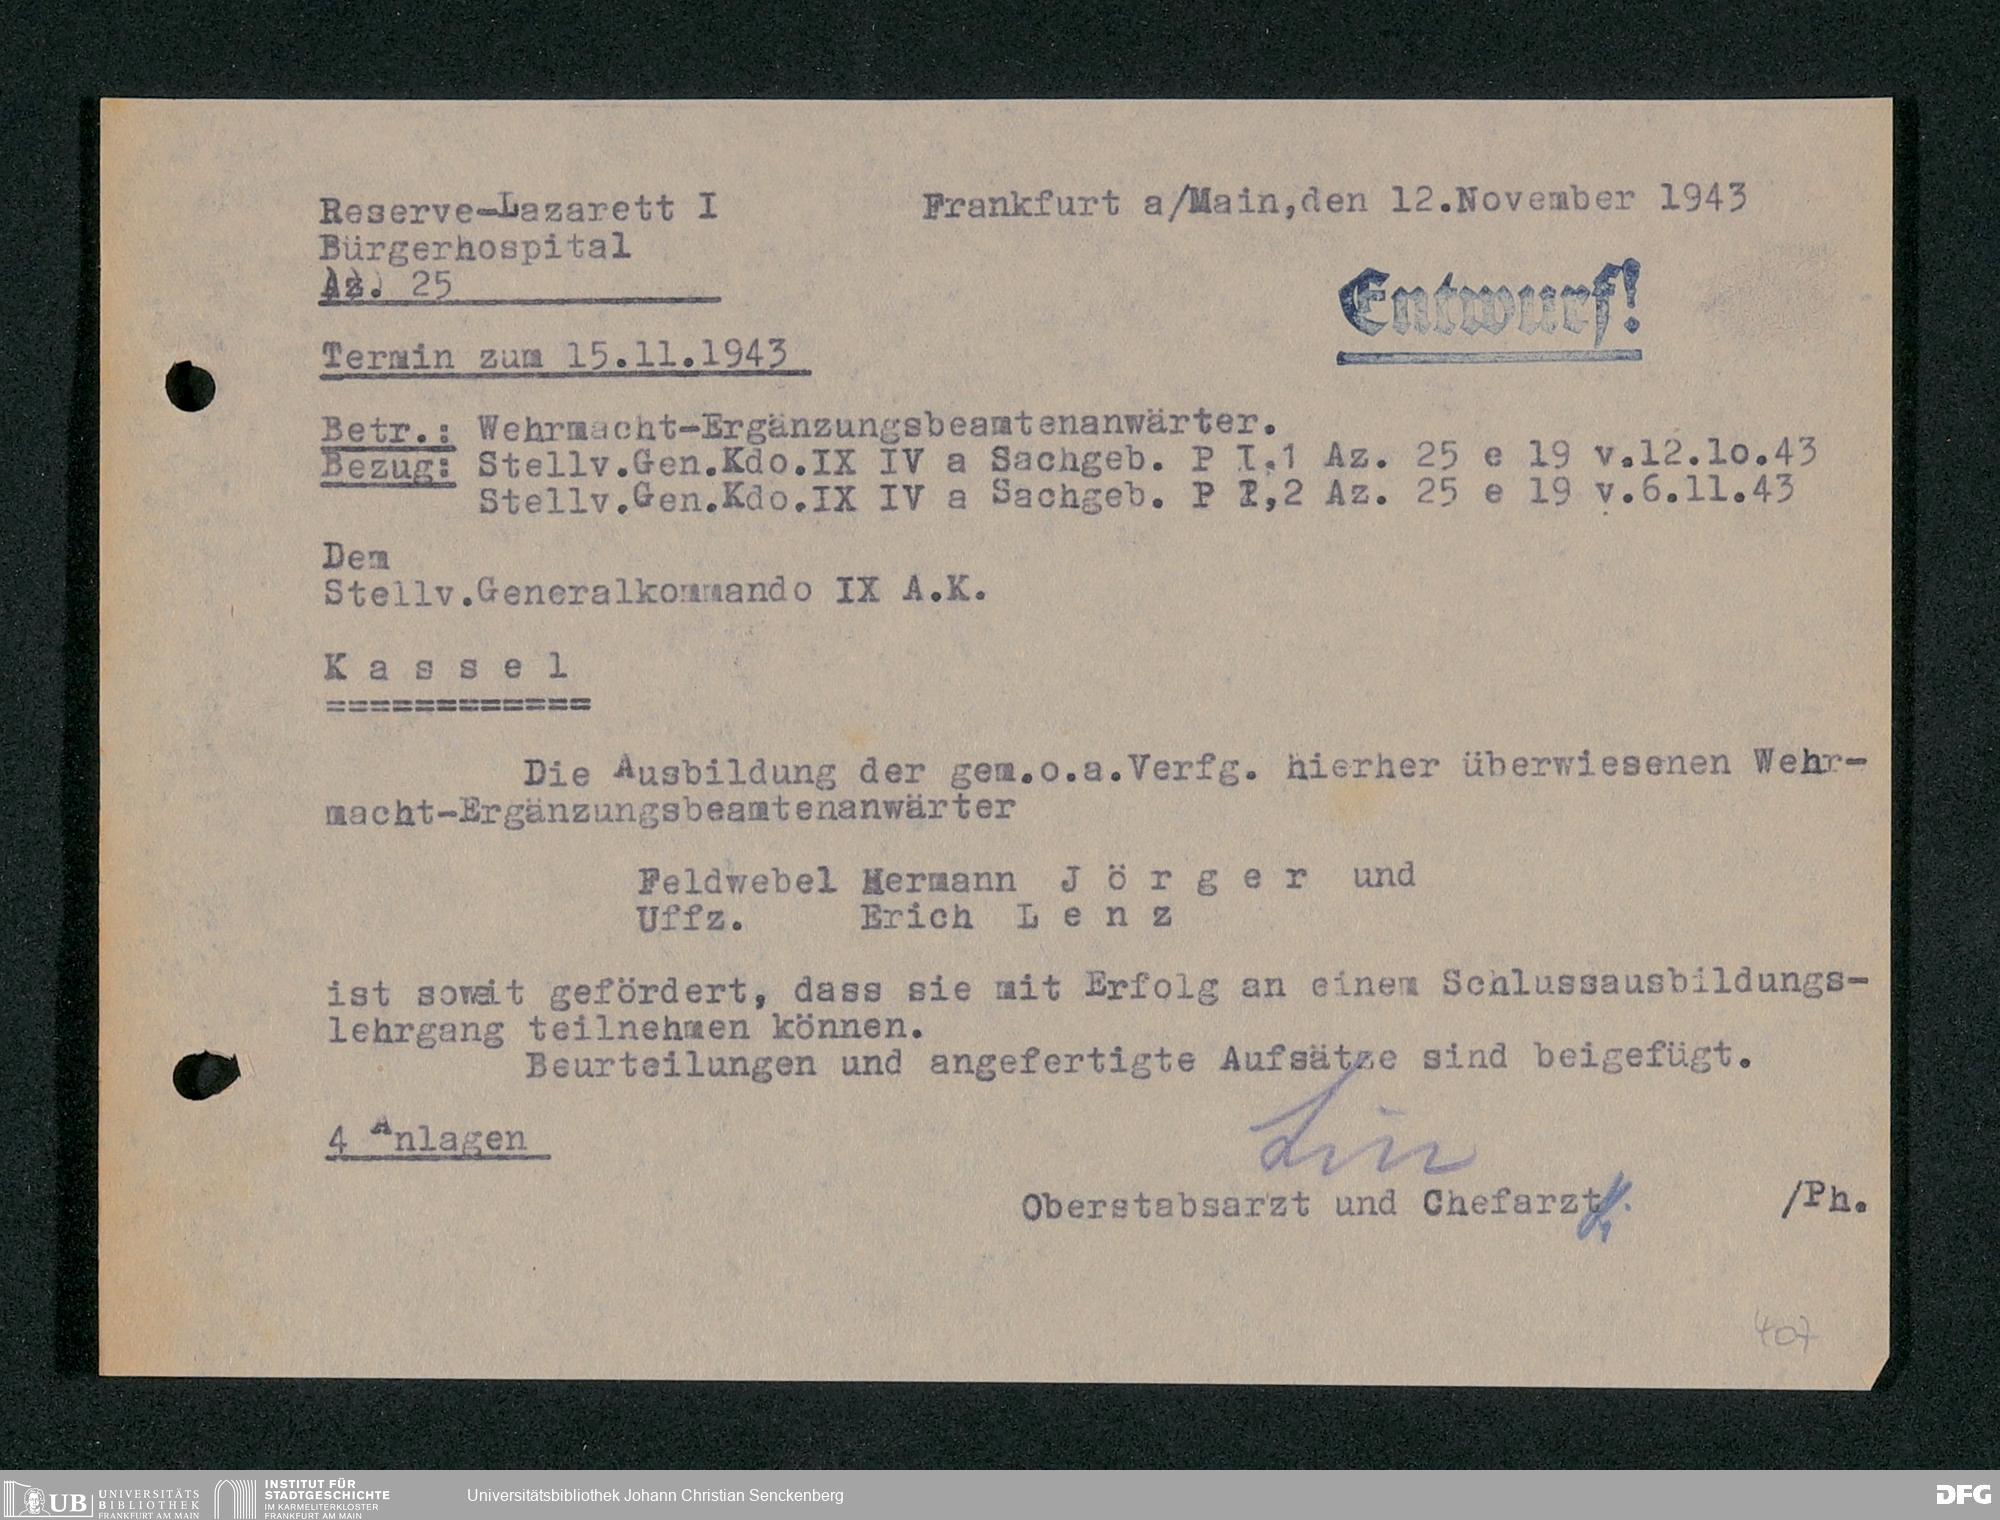 Reserve-Lazarett I
Frankfurt a/Main,den 12.November 1943
Bürgerhospital
Az. 25
Entwurf!
Termin zum 15.11.1943
Betr.: Wehrmacht-Ergänzungsbeamtenanwärter.
Bezug: Stellv.Gen.Kdo.IX IV a Sachgeb. P I,1 Az. 25 e 19 v.12.10.43
Stellv.Gen.Kdo.IX IV a Sachgeb. P I,2 Az. 25 e 19 v.6.11.43
Dem
Stellv.Generalkommando IX A.K.
K a s s e l
============
Die Ausbildung der gem.o.a.Verfg. hierher überwiesenen Wehr-
macht-Ergänzungsbeamtenanwärter
Feldwebel Hermann J ö r g e r und
Uffz. Erich L e n z
ist soweit gefördert, dass sie mit Erfolg an einem Schlussausbildungs-
lehrgang teilnehmen können.
Beurteilungen und angefertigte Aufsätze sind beigefügt.
4 Anlagen
Oberstabsarzt und Chefarzt
/Ph.
407
UB UNIVERSITÄTS
BIBLIOTHEK
FRANKFURT AM MAIN
INSTITUT FÜR
STADTGESCHICHTE
IM KARMELITERKLOSTER
FRANKFURT AM MAIN
Universitätsbibliothek Johann Christian Senckenberg
DFG